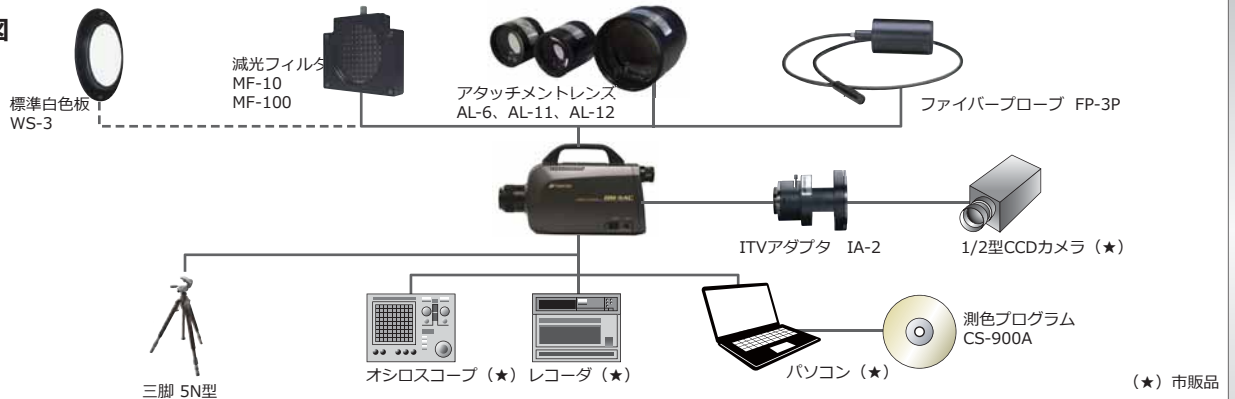 図
標準白色板
WS-3
減光フィルタ
MF-10
MF-100
アタッチメントレンズ
AL-6、AL-11、AL-12
ファイバープローブ FP-3P
ITVアダプタ IA-2
1/2型CCDカメラ（★）
三脚 5N型
オシロスコープ（★）
レコーダ（★）
パソコン（★）
測色プログラム
CS-900A
（★）市販品